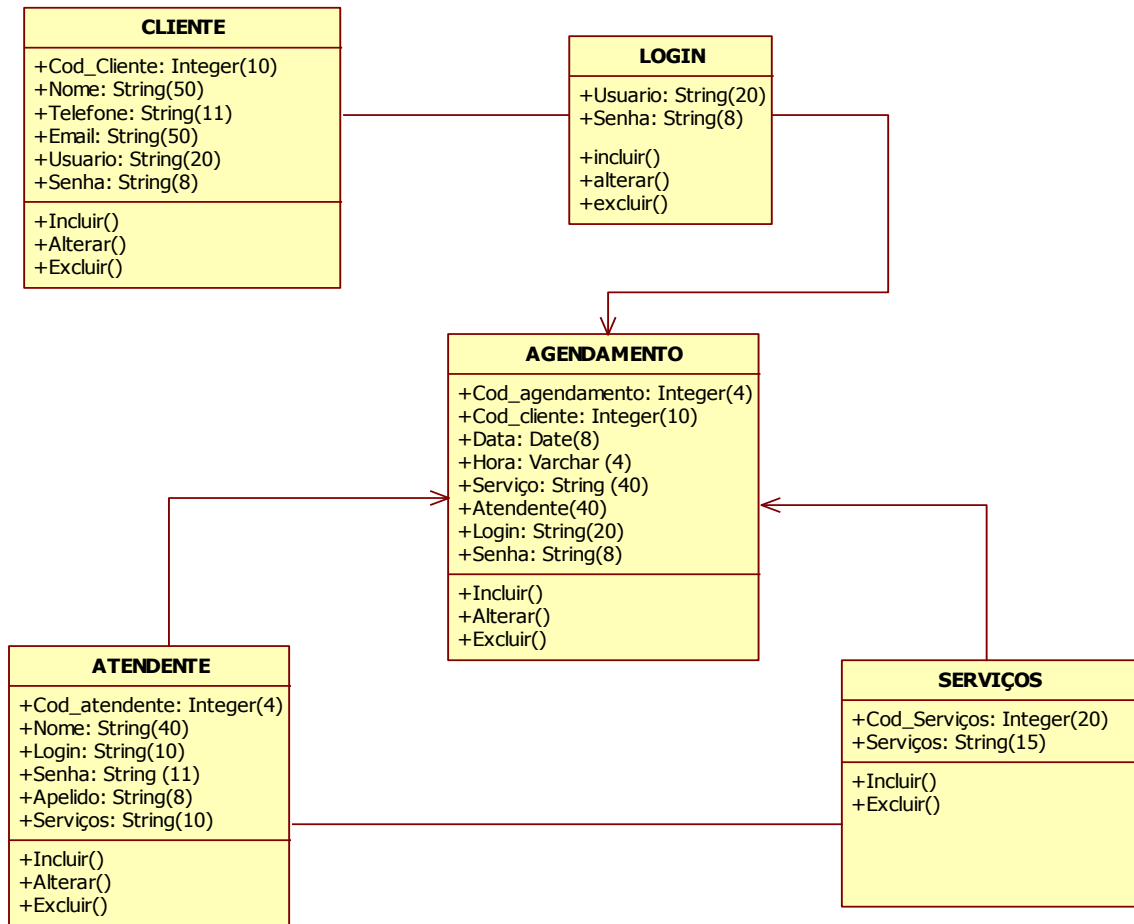 CLIENTE
+Cod_Cliente: Integer(10)
+Nome: String(50)
+Telefone: String(11)
+Email: String(50)
+Usuario: String(20)
+Senha: String(8)
+Incluir()
+Alterar()
+Excluir()
LOGIN
+Usuario: String(20)
+Senha: String(8)
+incluir()
+alterar()
+excluir()
AGENDAMENTO
+Cod_agendamento: Integer(4)
+Cod_cliente: Integer(10)
+Data: Date(8)
+Hora: Varchar (4)
+Serviço: String (40)
+Atendente(40)
+Login: String(20)
+Senha: String(8)
+Incluir()
+Alterar()
+Excluir()
ATENDENTE
+Cod_atendente: Integer(4)
+Nome: String(40)
+Login: String(10)
+Senha: String (11)
+Apelido: String(8)
+Serviços: String(10)
+Incluir()
+Alterar()
+Excluir()
SERVIÇOS
+Cod_Serviços: Integer(20)
+Serviços: String(15)
+Incluir()
+Excluir()